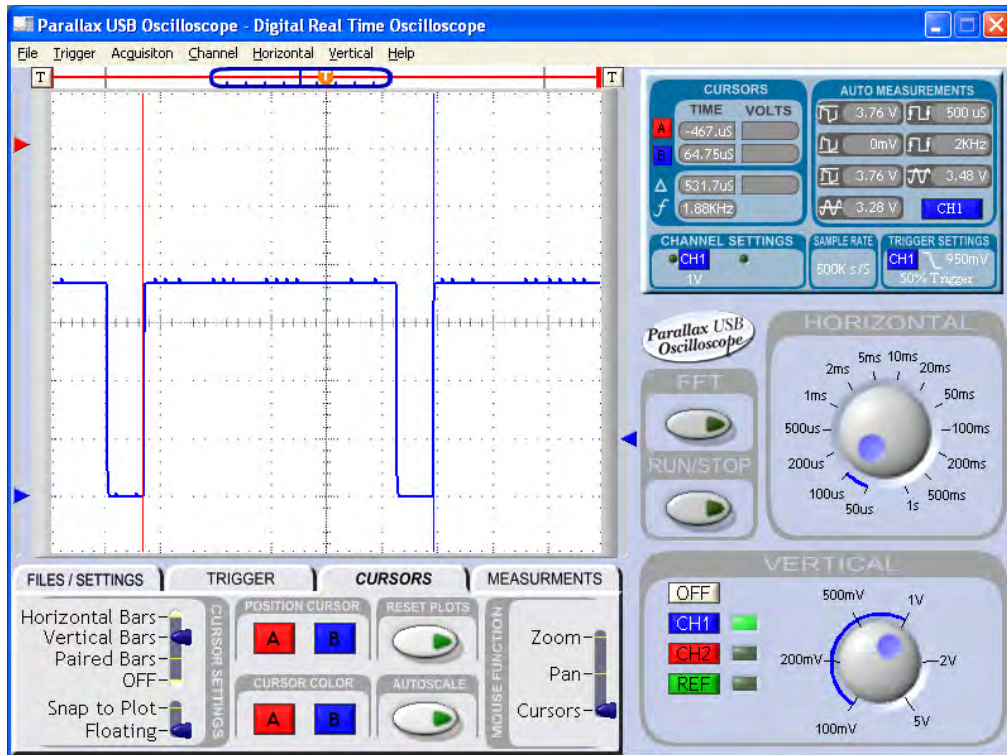 Parallax USB Oscilloscope - Digital Real Time Oscilloscope
File Trigger Acquisiton Channel Horizontal Vertical Help
T T T
CURSORS
TIME VOLTS
A -467.uS
B 64.75uS
Δ 531.7uS
f 1.88KHz
AUTO MEASUREMENTS
3.76 V 500 uS
0mV 2KHz
3.76 V 3.48 V
3.28 V CH1
CHANNEL SETTINGS
CH1
1V
SAMPLE RATE
500K s/S
TRIGGER SETTINGS
CH1 950mV
50% Trigger
Parallax USB
Oscilloscope
FFT
RUN/STOP
HORIZONTAL
50us
100us
200us
500us
1ms
2ms
5ms
10ms
20ms
50ms
100ms
200ms
500ms
1s
VERTICAL
OFF
CH1
CH2
REF
100mV
200mV
500mV
1V
2V
5V
FILES / SETTINGS
TRIGGER
CURSORS
MEASURMENTS
Horizontal Bars
Vertical Bars
Paired Bars
OFF
Snap to Plot
Floating
CURSOR SETTINGS
POSITION CURSOR
A B
CURSOR COLOR
A B
RESET PLOTS
AUTOSCALE
MOUSE FUNCTION
Zoom
Pan
Cursors